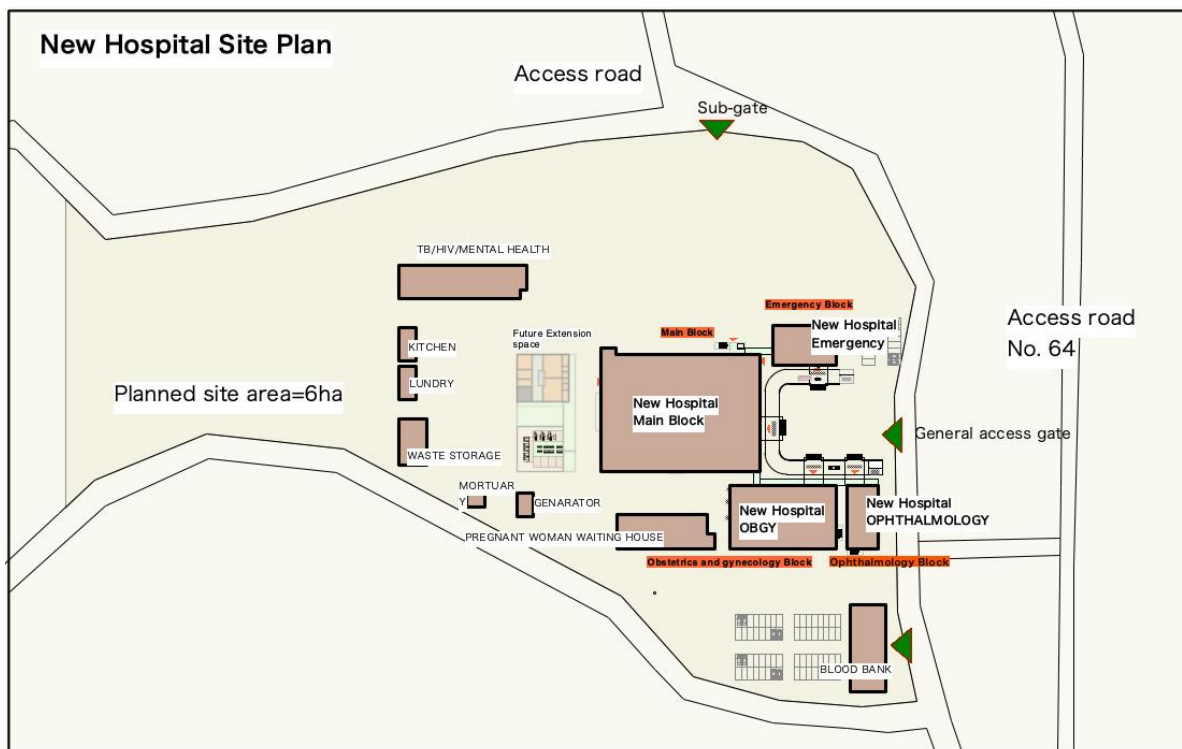 New Hospital Site Plan
Access road
Sub-gate
TB/HIV/MENTAL HEALTH
Emergency Block
New Hospital
Emergency
Main Block
Future Extension
space
Access road
No. 64
KITCHEN
LUNDRY
Planned site area=6ha
New Hospital
Main Block
General access gate
WASTE STORAGE
MORTUAR
Y
GENARATOR
New Hospital
OBGY
New Hospital
OPHTHALMOLOGY
PREGNANT WOMAN WAITING HOUSE
Obstetrics and gynecology Block
Ophthalmology Block
BLOOD BANK